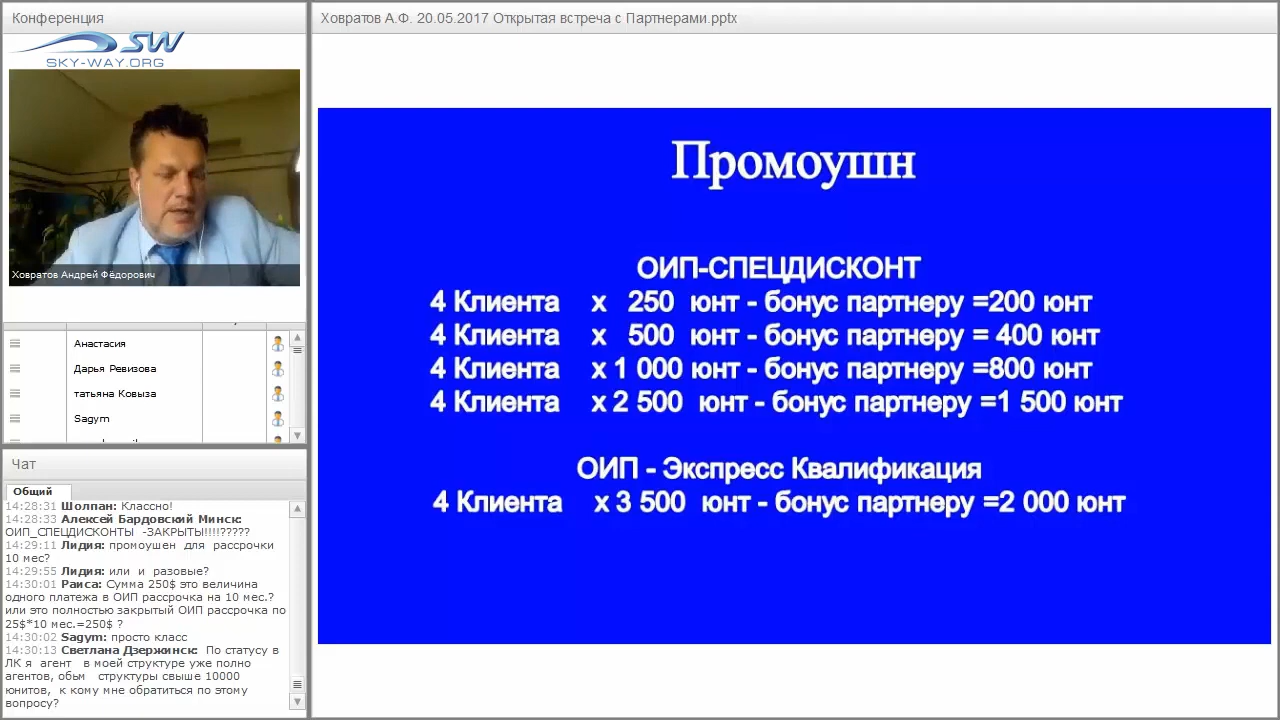 Конференция
SW
SKY-WAY.ORG
Ховратов Андрей Фёдорович
Анастасия
Дарья Ревизова
татьяна Ковыза
Sagym
Чат
Общий
14:28:31 Шолпан: Классно!
14:28:33 Алексей Бардовский Минск:
ОИП_СПЕЦДИСКОНТЫ -ЗАКРЫТЫ!!!!?????
14:29:11 Лидия: промоушен для рассрочки
10 мес?
14:29:55 Лидия: или и разовые?
14:30:01 Раиса: Сумма 250$ это величина
одного платежа в ОИП рассрочка на 10 мес.?
или это полностью закрытый ОИП рассрочка по
25$*10 мес.=250$ ?
14:30:02 Sagym: просто класс
14:30:13 Светлана Дзержинск: По статусу в
ЛК я агент в моей структуре уже полно
агентов, обьм структуры свыше 10000
юнитов, к кому мне обратиться по этому
вопросу?
Ховратов А.Ф. 20.05.2017 Открытая встреча с Партнерами.pptx
Промоушн
ОИП-СПЕЦДИСКОНТ
4 Клиента х 250 юнт - бонус партнеру =200 юнт
4 Клиента х 500 юнт - бонус партнеру = 400 юнт
4 Клиента х 1 000 юнт - бонус партнеру =800 юнт
4 Клиента х 2 500 юнт - бонус партнеру =1 500 юнт
ОИП - Экспресс Квалификация
4 Клиента х 3 500 юнт - бонус партнеру =2 000 юнт